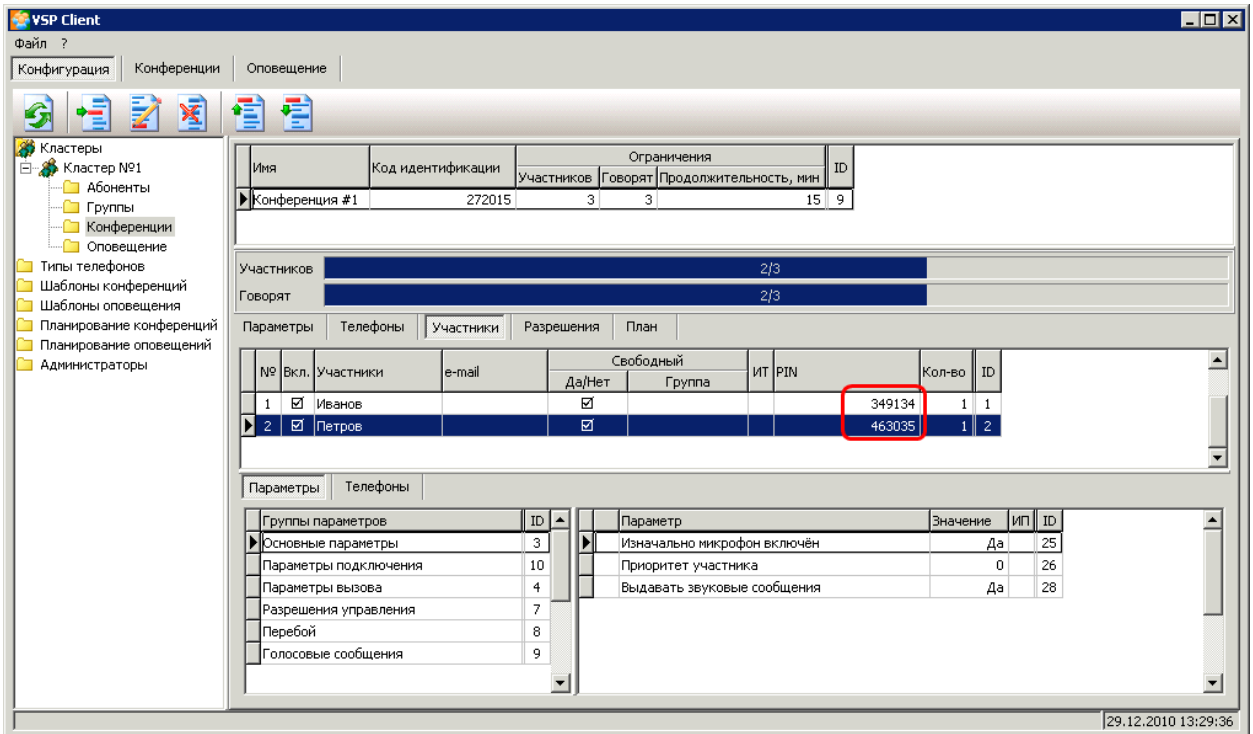 VSP Client
Файл ?
Конфигурация Конференции Оповещение
Кластеры
Кластер №1
Абоненты
Группы
Конференции
Оповещение
Типы телефонов
Шаблоны конференций
Шаблоны оповещения
Планирование конференций
Планирование оповещений
Администраторы
Имя Код идентификации Ограничения ID
Участников Говорят Продолжительность, мин
Конференция #1 272015 3 3 15 9
Участников 2/3
Говорят 2/3
Параметры Телефоны Участники Разрешения План
№ Вкл. Участники e-mail Свободный ИТ PIN Кол-во ID
Да/Нет Группа
1 Иванов 349134 1 1
2 Петров 463035 1 2
Параметры Телефоны
Группы параметров ID
Основные параметры 3
Параметры подключения 10
Параметры вызова 4
Разрешения управления 7
Перебой 8
Голосовые сообщения 9
Параметр Значение ИП ID
Изначально микрофон включён Да 25
Приоритет участника 0 26
Выдавать звуковые сообщения Да 28
29.12.2010 13:29:36